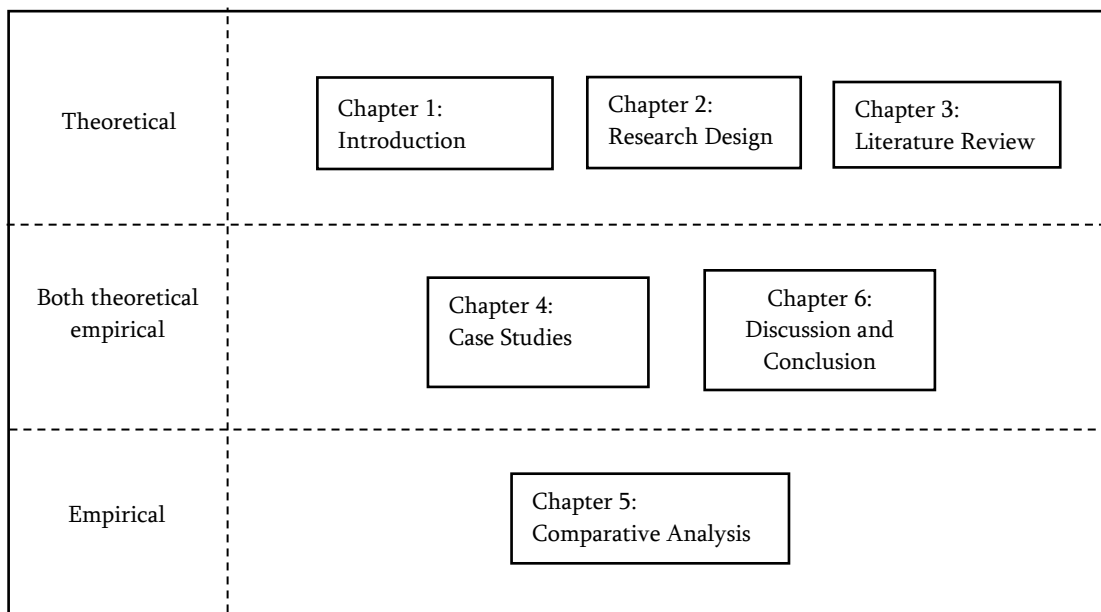 Theoretical
Chapter 1:
Introduction
Chapter 2:
Research Design
Chapter 3:
Literature Review
Both theoretical
empirical
Chapter 4:
Case Studies
Chapter 6:
Discussion and
Conclusion
Empirical
Chapter 5:
Comparative Analysis